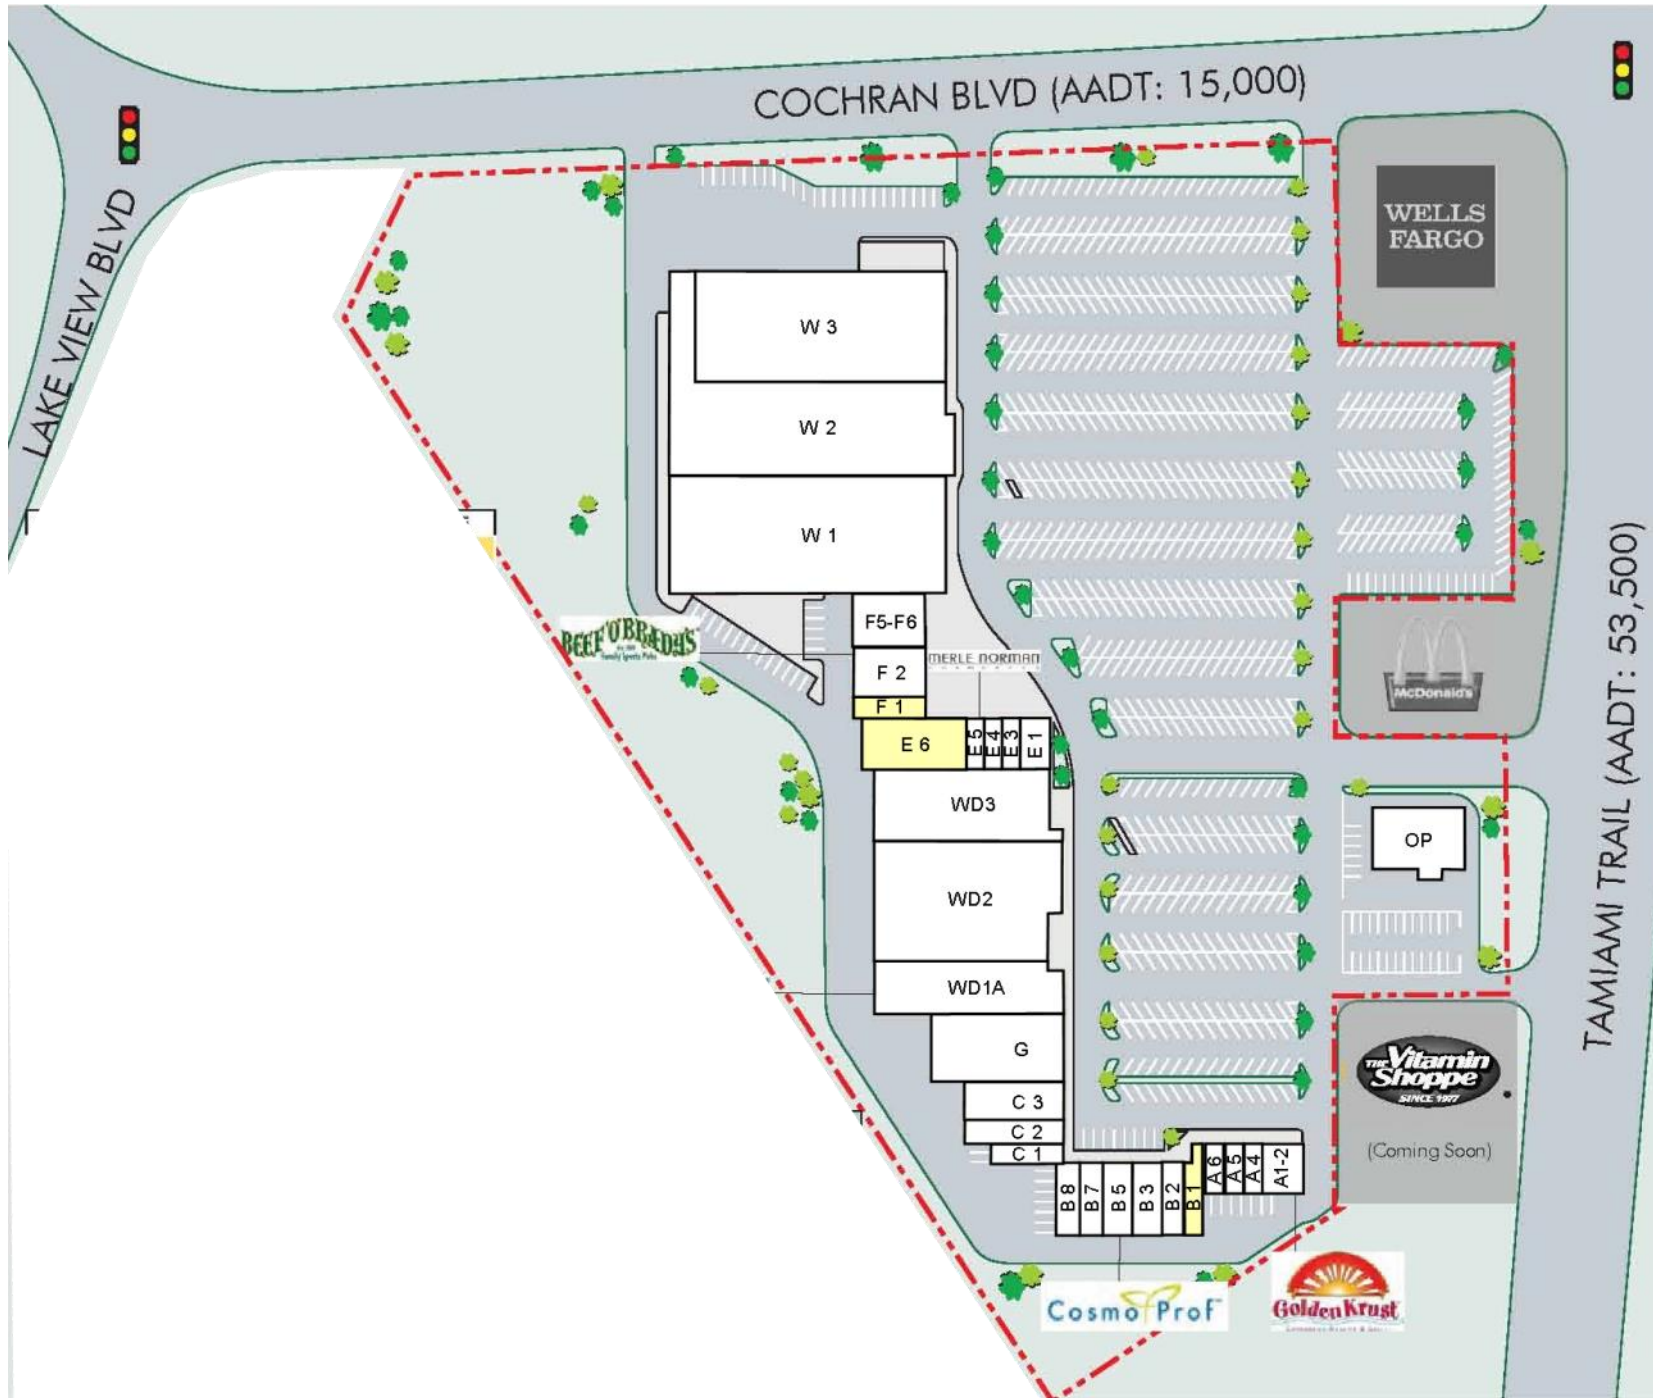 COCHRAN BLVD (AADT: 15,000)
LAKE VIEW BLVD
WELLS
FARGO
W 3
W 2
W 1
F5-F6
BEEF 'O' BRADY'S
Family Sports Pubs
F 2
MERLE NORMAN
F 1
E 6
E 5
E 4
E 3
E 1
McDonald's
TAMIAMI TRAIL (AADT: 53,500)
WD3
OP
WD2
WD1A
G
THE Vitamin
Shoppe
SINCE 1977
(Coming Soon)
C 3
C 2
C 1
B 8
B 7
B 5
B 3
B 2
B 1
A 6
A 5
A 4
A1-2
CosmoProf
Golden Krust